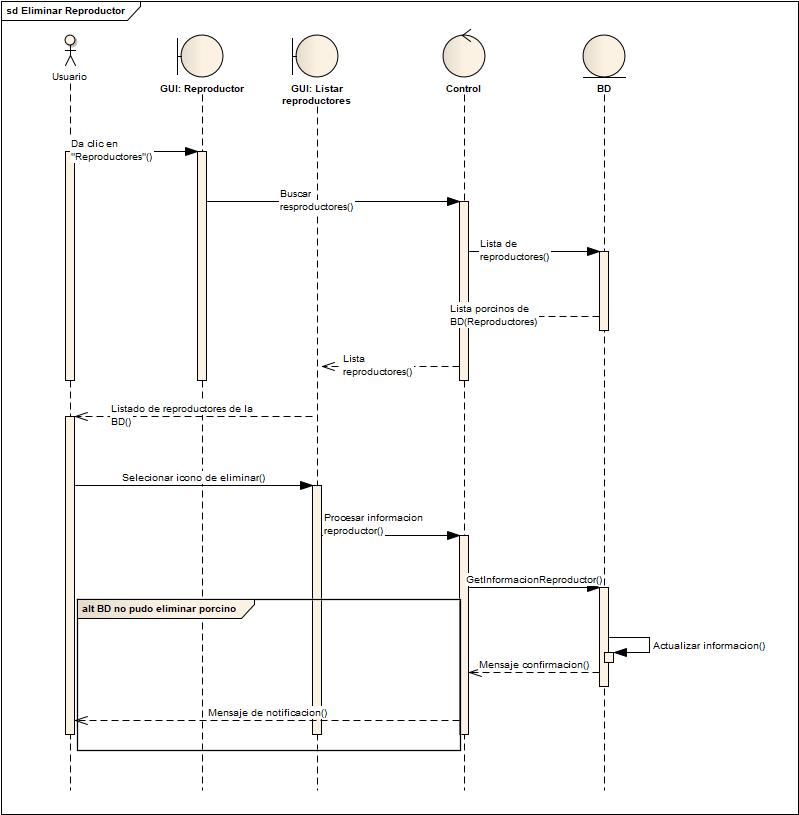 sd Eliminar Reproductor
Usuario
GUI: Reproductor
GUI: Listar
reproductores
Control
BD
Da clic en
"Reproductores"()
Buscar
resproductores()
Lista de
reproductores()
Lista porcinos de
BD(Reproductores)
Lista
reproductores()
Listado de reproductores de la
BD()
Selecionar icono de eliminar()
Procesar informacion
reproductor()
GetInformacionReproductor()
alt BD no pudo eliminar porcino
Actualizar informacion()
Mensaje confirmacion()
Mensaje de notificacion()